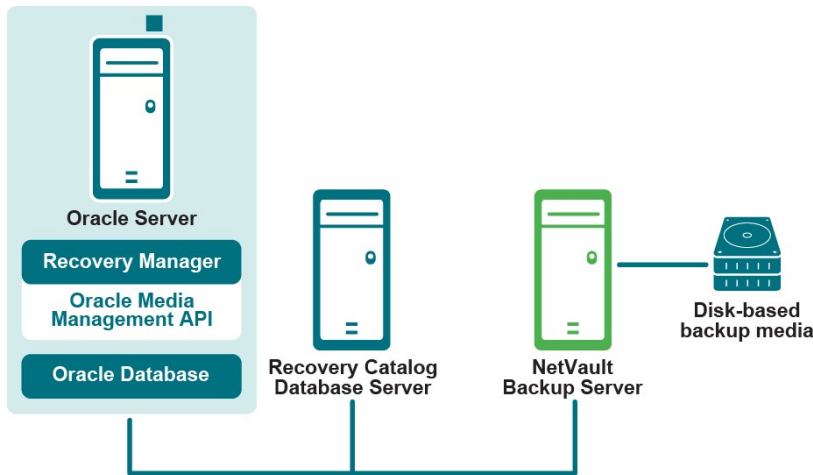 Oracle Server
Recovery Manager
Oracle Media
Management API
Oracle Database
Recovery Catalog
Database Server
NetVault
Backup Server
Disk-based
backup media